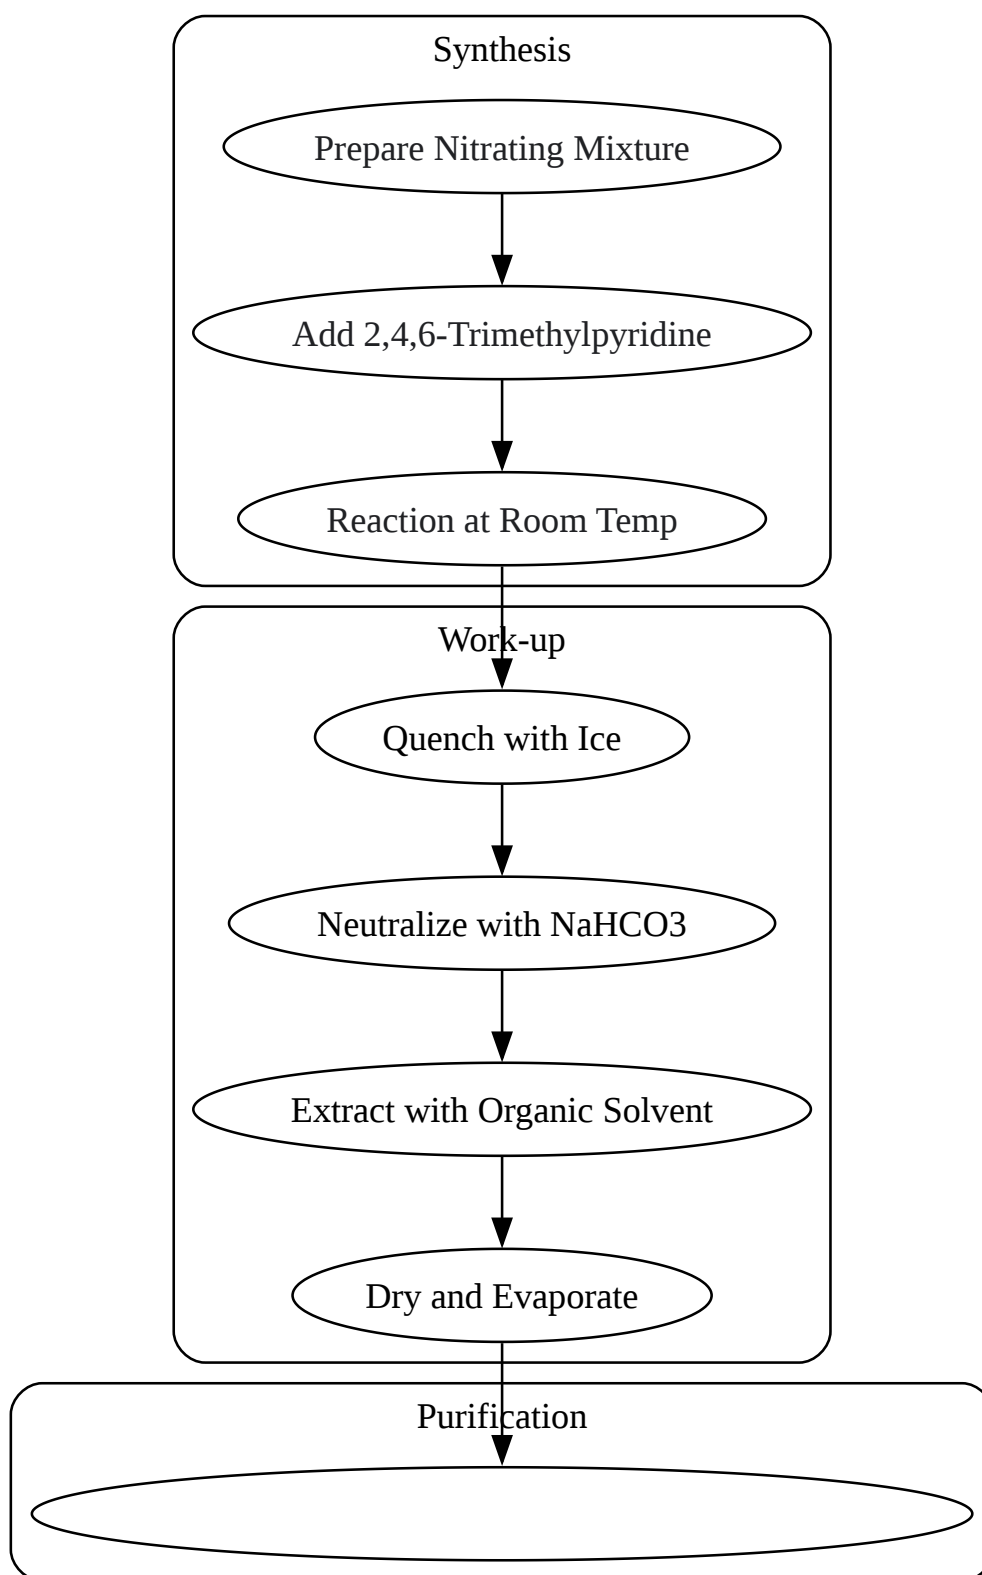 Synthesis
Prepare Nitrating Mixture
Add 2,4,6-Trimethylpyridine
Reaction at Room Temp
Work-up
Quench with Ice
Neutralize with NaHCO3
Extract with Organic Solvent
Dry and Evaporate
Purification